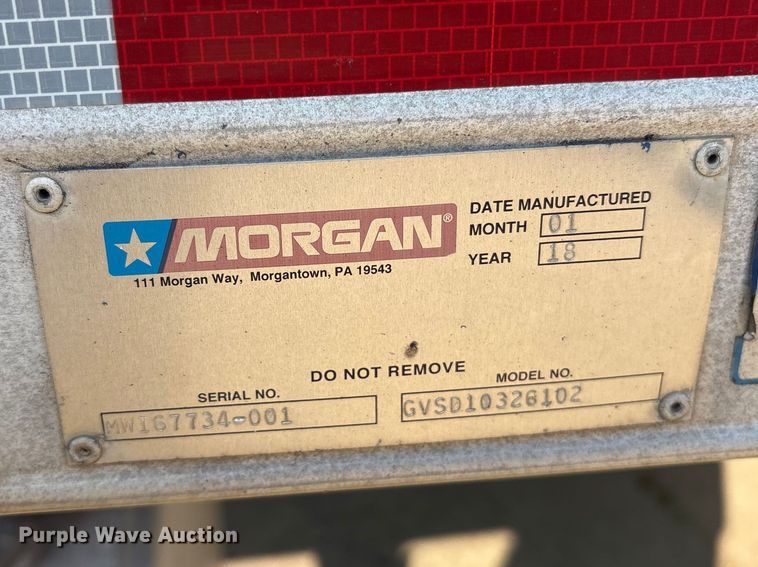 MORGAN®
111 Morgan Way, Morgantown, PA 19543
DATE MANUFACTURED
MONTH 01
YEAR 18
DO NOT REMOVE
SERIAL NO. MWI67734-001
MODEL NO. GVSD10326102
Purple Wave Auction